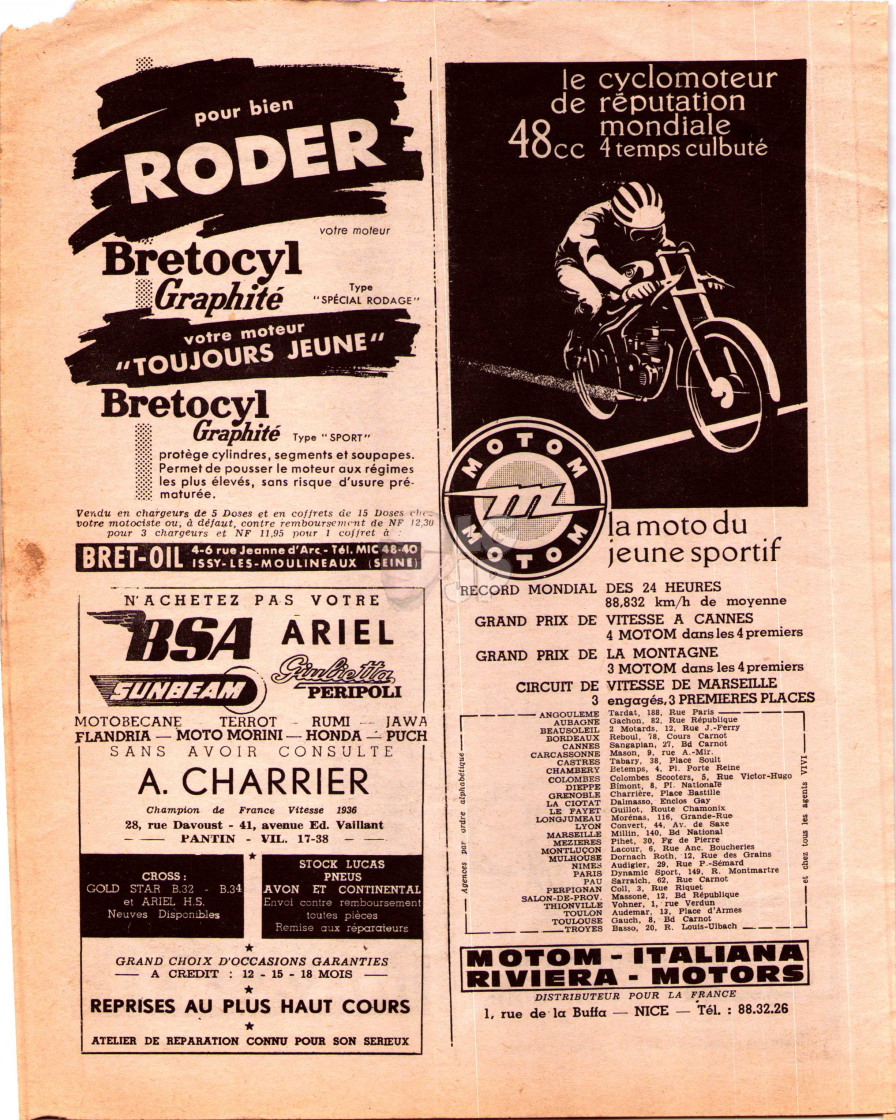 pour bien
RODER
votre moteur
Bretocyl
Graphité
Type
"SPÉCIAL RODAGE"
votre moteur
"TOUJOURS JEUNE"
Bretocyl
Graphité Type "SPORT"
protège cylindres, segments et soupapes.
Permet de pousser le moteur aux régimes
les plus élevés, sans risque d'usure pré-
maturée.
Vendu en chargeurs de 5 Doses et en coffrets de 15 Doses chez
votre motociste ou, à défaut, contre remboursement de NF 12,30
pour 3 chargeurs et NF 11,95 pour 1 coffret à :
BRET-OIL 4-6 rue Jeanne d'Arc - Tél. MIC 48-40
ISSY-LES-MOULINEAUX (SEINE)
N'ACHETEZ PAS VOTRE
BSA ARIEL
SUNBEAM Giulietta
PERIPOLI
MOTOBECANE TERROT - RUMI - JAWA
FLANDRIA - MOTO MORINI - HONDA - PUCH
SANS AVOIR CONSULTE
A. CHARRIER
Champion de France Vitesse 1936
28, rue Davoust - 41, avenue Ed. Vaillant
PANTIN - VIL. 17-38
CROSS :
GOLD STAR B.32 - B.34
et ARIEL H.S.
Neuves Disponibles
STOCK LUCAS
PNEUS
AVON ET CONTINENTAL
Envoi contre remboursement
toutes pièces
Remise aux réparateurs
GRAND CHOIX D'OCCASIONS GARANTIES
A CREDIT : 12 - 15 - 18 MOIS
REPRISES AU PLUS HAUT COURS
ATELIER DE REPARATION CONNU POUR SON SERIEUX
le cyclomoteur
de réputation
mondiale
48cc 4 temps culbuté
MOTOM
m
MOTOM
la moto du
jeune sportif
RECORD MONDIAL DES 24 HEURES
88,832 km/h de moyenne
GRAND PRIX DE VITESSE A CANNES
4 MOTOM dans les 4 premiers
GRAND PRIX DE LA MONTAGNE
3 MOTOM dans les 4 premiers
CIRCUIT DE VITESSE DE MARSEILLE
3 engagés, 3 PREMIERES PLACES
Agences par ordre alphabétique
ANGOULEME Tardat, 188, Rue Paris
AUBAGNE Gachon, 82, Rue République
BEAUSOLEIL 2 Motards, 12, Rue J.-Ferry
BORDEAUX Reboul, 78, Cours Carnot
CANNES Sangapian, 27, Bd Carnot
CARCASSONNE Mason, 9, rue A.-Mir.
CASTRES Tabary, 38, Place Soult
CHAMBERY Betemps, 4, Pl. Porte Reine
COLOMBES Colombes Scooters, 5, Rue Victor-Hugo
DIEPPE Bimont, 8, Pl. Nationale
GRENOBLE Charrière, Place Bastille
LA CIOTAT Dalmasso, Enclos Gay
LE FAYET Guillot, Route Chamonix
LONGJUMEAU Morénas, 116, Grande-Rue
LYON Convert, 44, Av. de Saxe
MARSEILLE Millin, 140, Bd National
MEZIERES Pihet, 30, Fg de Pierre
MONTLUÇON Lacour, 6, Rue Anc. Boucheries
MULHOUSE Dornach Roth, 12, Rue des Grains
NIMES Audigier, 29, Rue P.-Sémard
PARIS Dynamic Sport, 149, R. Montmartre
PAU Sarraich, 62, Rue Carnot
PERPIGNAN Coll, 3, Rue Riquet
SALON-DE-PROV. Massone, 12, Bd République
THIONVILLE Vohner, 1, rue Verdun
TOULON Audemar, 13, Place d'Armes
TOULOUSE Gauch, 8, Bd Carnot
TROYES Basso, 20, R. Louis-Ulbach
et chez tous les agents VIVI
MOTOM - ITALIANA
RIVIERA - MOTORS
DISTRIBUTEUR POUR LA FRANCE
1, rue de la Buffa - NICE - Tél. : 88.32.26